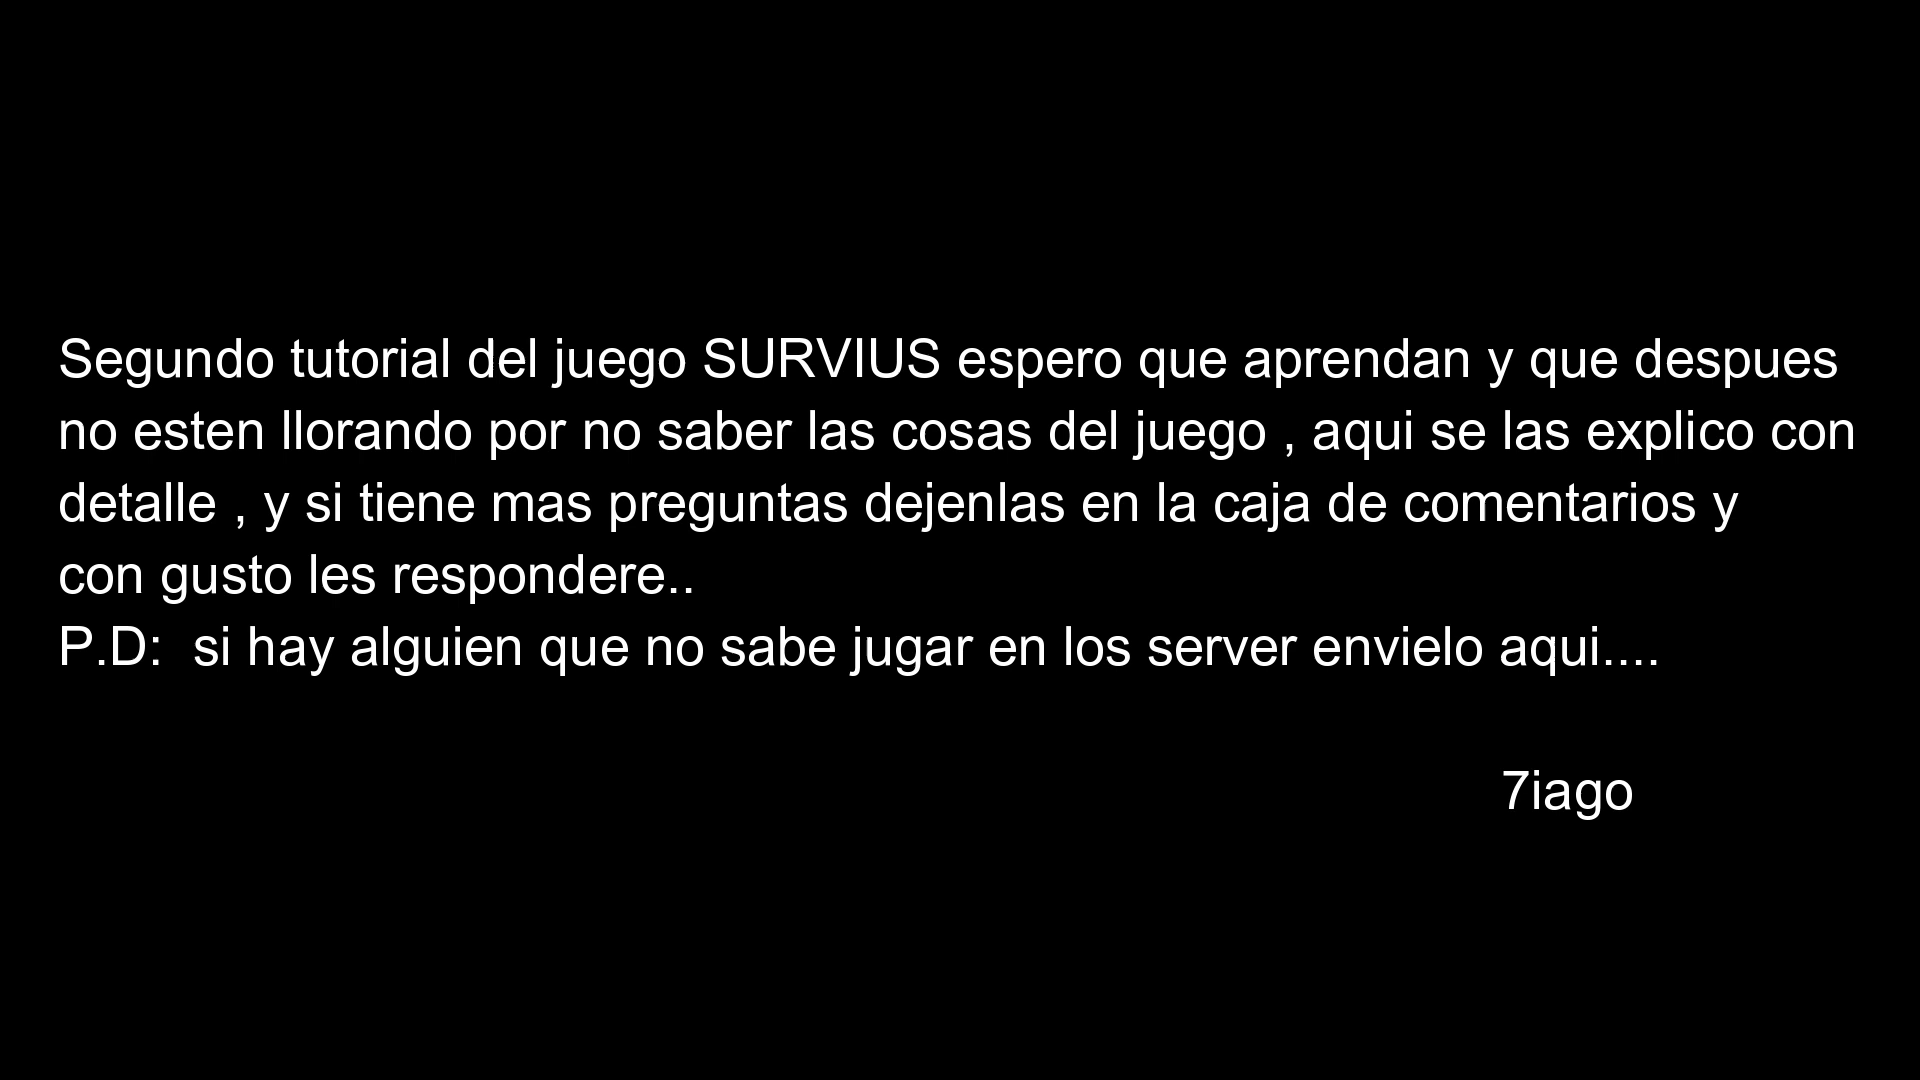 Segundo tutorial del juego SURVIUS espero que aprendan y que despues
no esten llorando por no saber las cosas del juego , aqui se las explico con
detalle , y si tiene mas preguntas dejenlas en la caja de comentarios y
con gusto les respondere..
P.D:  si hay alguien que no sabe jugar en los server envielo aqui....
7iago